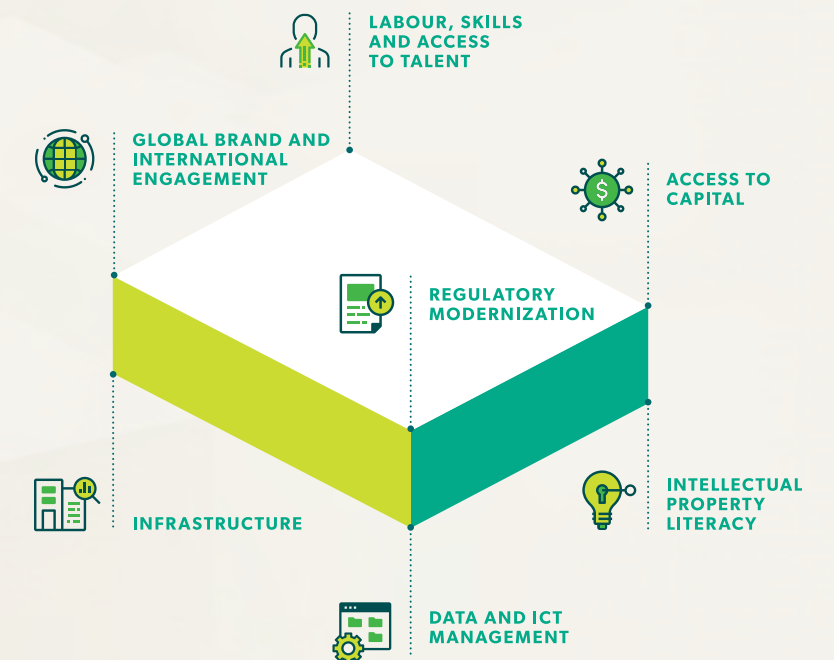 LABOUR, SKILLS
AND ACCESS
TO TALENT
GLOBAL BRAND AND
INTERNATIONAL
ENGAGEMENT
ACCESS TO
CAPITAL
$
REGULATORY
MODERNIZATION
INTELLECTUAL
PROPERTY
LITERACY
INFRASTRUCTURE
DATA AND ICT
MANAGEMENT